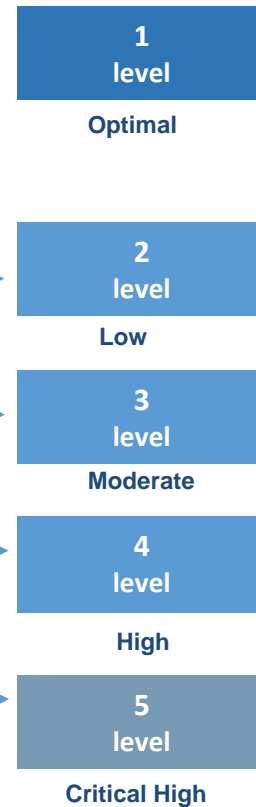 1
level
Optimal
2
level
Low
3
level
Moderate
4
level
High
5
level
Critical High